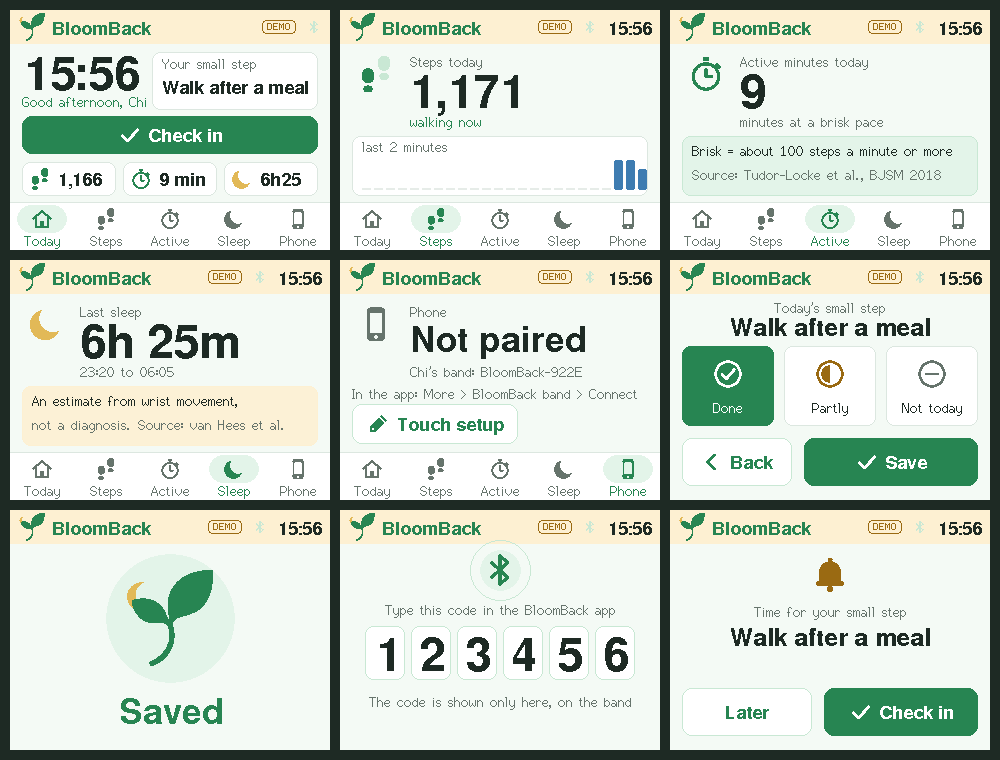 BloomBack DEMO
15:56
Good afternoon, Chi
Your small step
Walk after a meal
Check in
1,166 9 min 6h25
Today Steps Active Sleep Phone
BloomBack DEMO 15:56
Steps today
1,171
walking now
last 2 minutes
Today Steps Active Sleep Phone
BloomBack DEMO 15:56
Active minutes today
9
minutes at a brisk pace
Brisk = about 100 steps a minute or more
Source: Tudor-Locke et al., BJSM 2018
Today Steps Active Sleep Phone
BloomBack DEMO 15:56
Last sleep
6h 25m
23:20 to 06:05
An estimate from wrist movement,
not a diagnosis. Source: van Hees et al.
Today Steps Active Sleep Phone
BloomBack DEMO 15:56
Phone
Not paired
Chi's band: BloomBack-922E
In the app: More > BloomBack band > Connect
Touch setup
Today Steps Active Sleep Phone
BloomBack DEMO 15:56
Today's small step
Walk after a meal
Done Partly Not today
Back Save
BloomBack DEMO 15:56
Saved
BloomBack DEMO 15:56
Type this code in the BloomBack app
1 2 3 4 5 6
The code is shown only here, on the band
BloomBack DEMO 15:56
Time for your small step
Walk after a meal
Later Check in